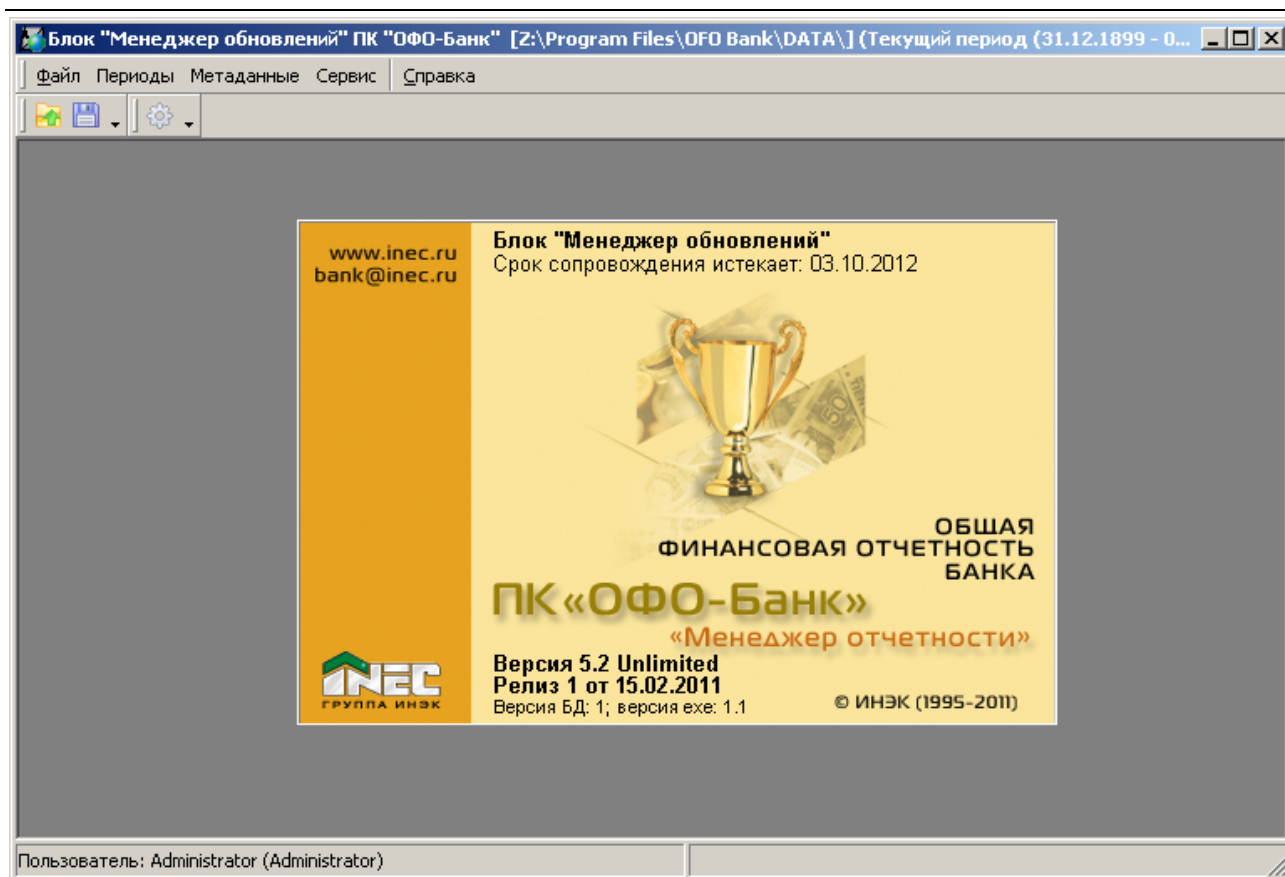 Блок "Менеджер обновлений" ПК "ОФО-Банк" [Z:\Program Files\OFO Bank\DATA\] (Текущий период (31.12.1899 - 0...
Файл Периоды Метаданные Сервис Справка
www.inec.ru
bank@inec.ru
Блок "Менеджер обновлений"
Срок сопровождения истекает: 03.10.2012
ОБЩАЯ
ФИНАНСОВАЯ ОТЧЕТНОСТЬ
БАНКА
ПК«ОФО-Банк»
«Менеджер отчетности»
Версия 5.2 Unlimited
Релиз 1 от 15.02.2011
Версия БД: 1; версия exe: 1.1
INEC
ГРУППА ИНЭК
© ИНЭК (1995-2011)
Пользователь: Administrator (Administrator)